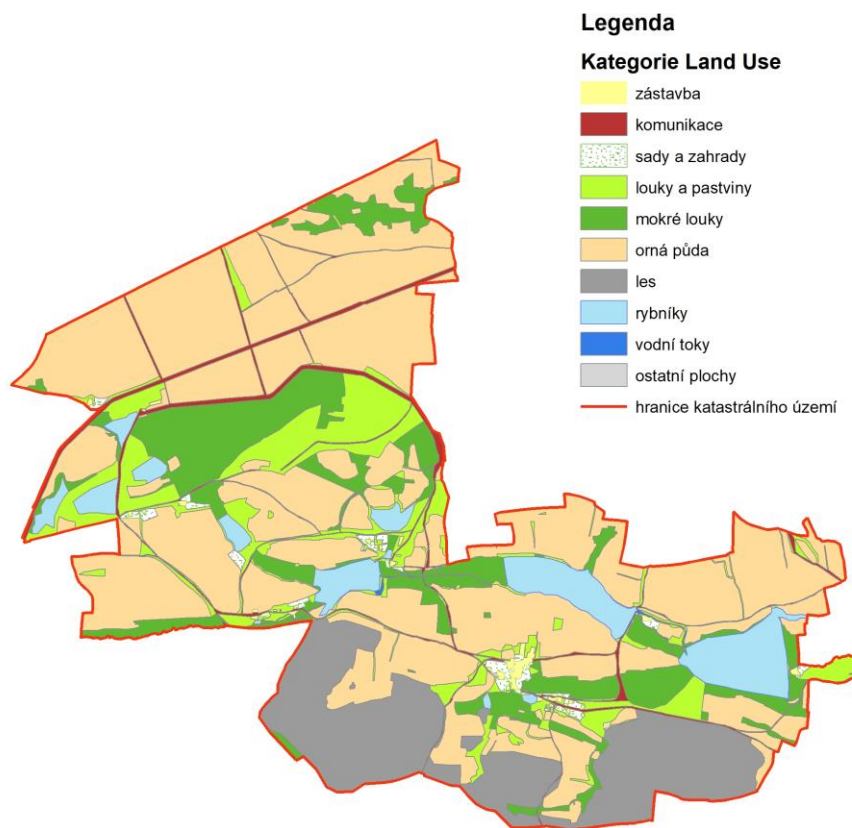 Legenda
Kategorie Land Use
zástavba
komunikace
sady a zahrady
louky a pastviny
mokré louky
orná půda
les
rybníky
vodní toky
ostatní plochy
hranice katastrálního území